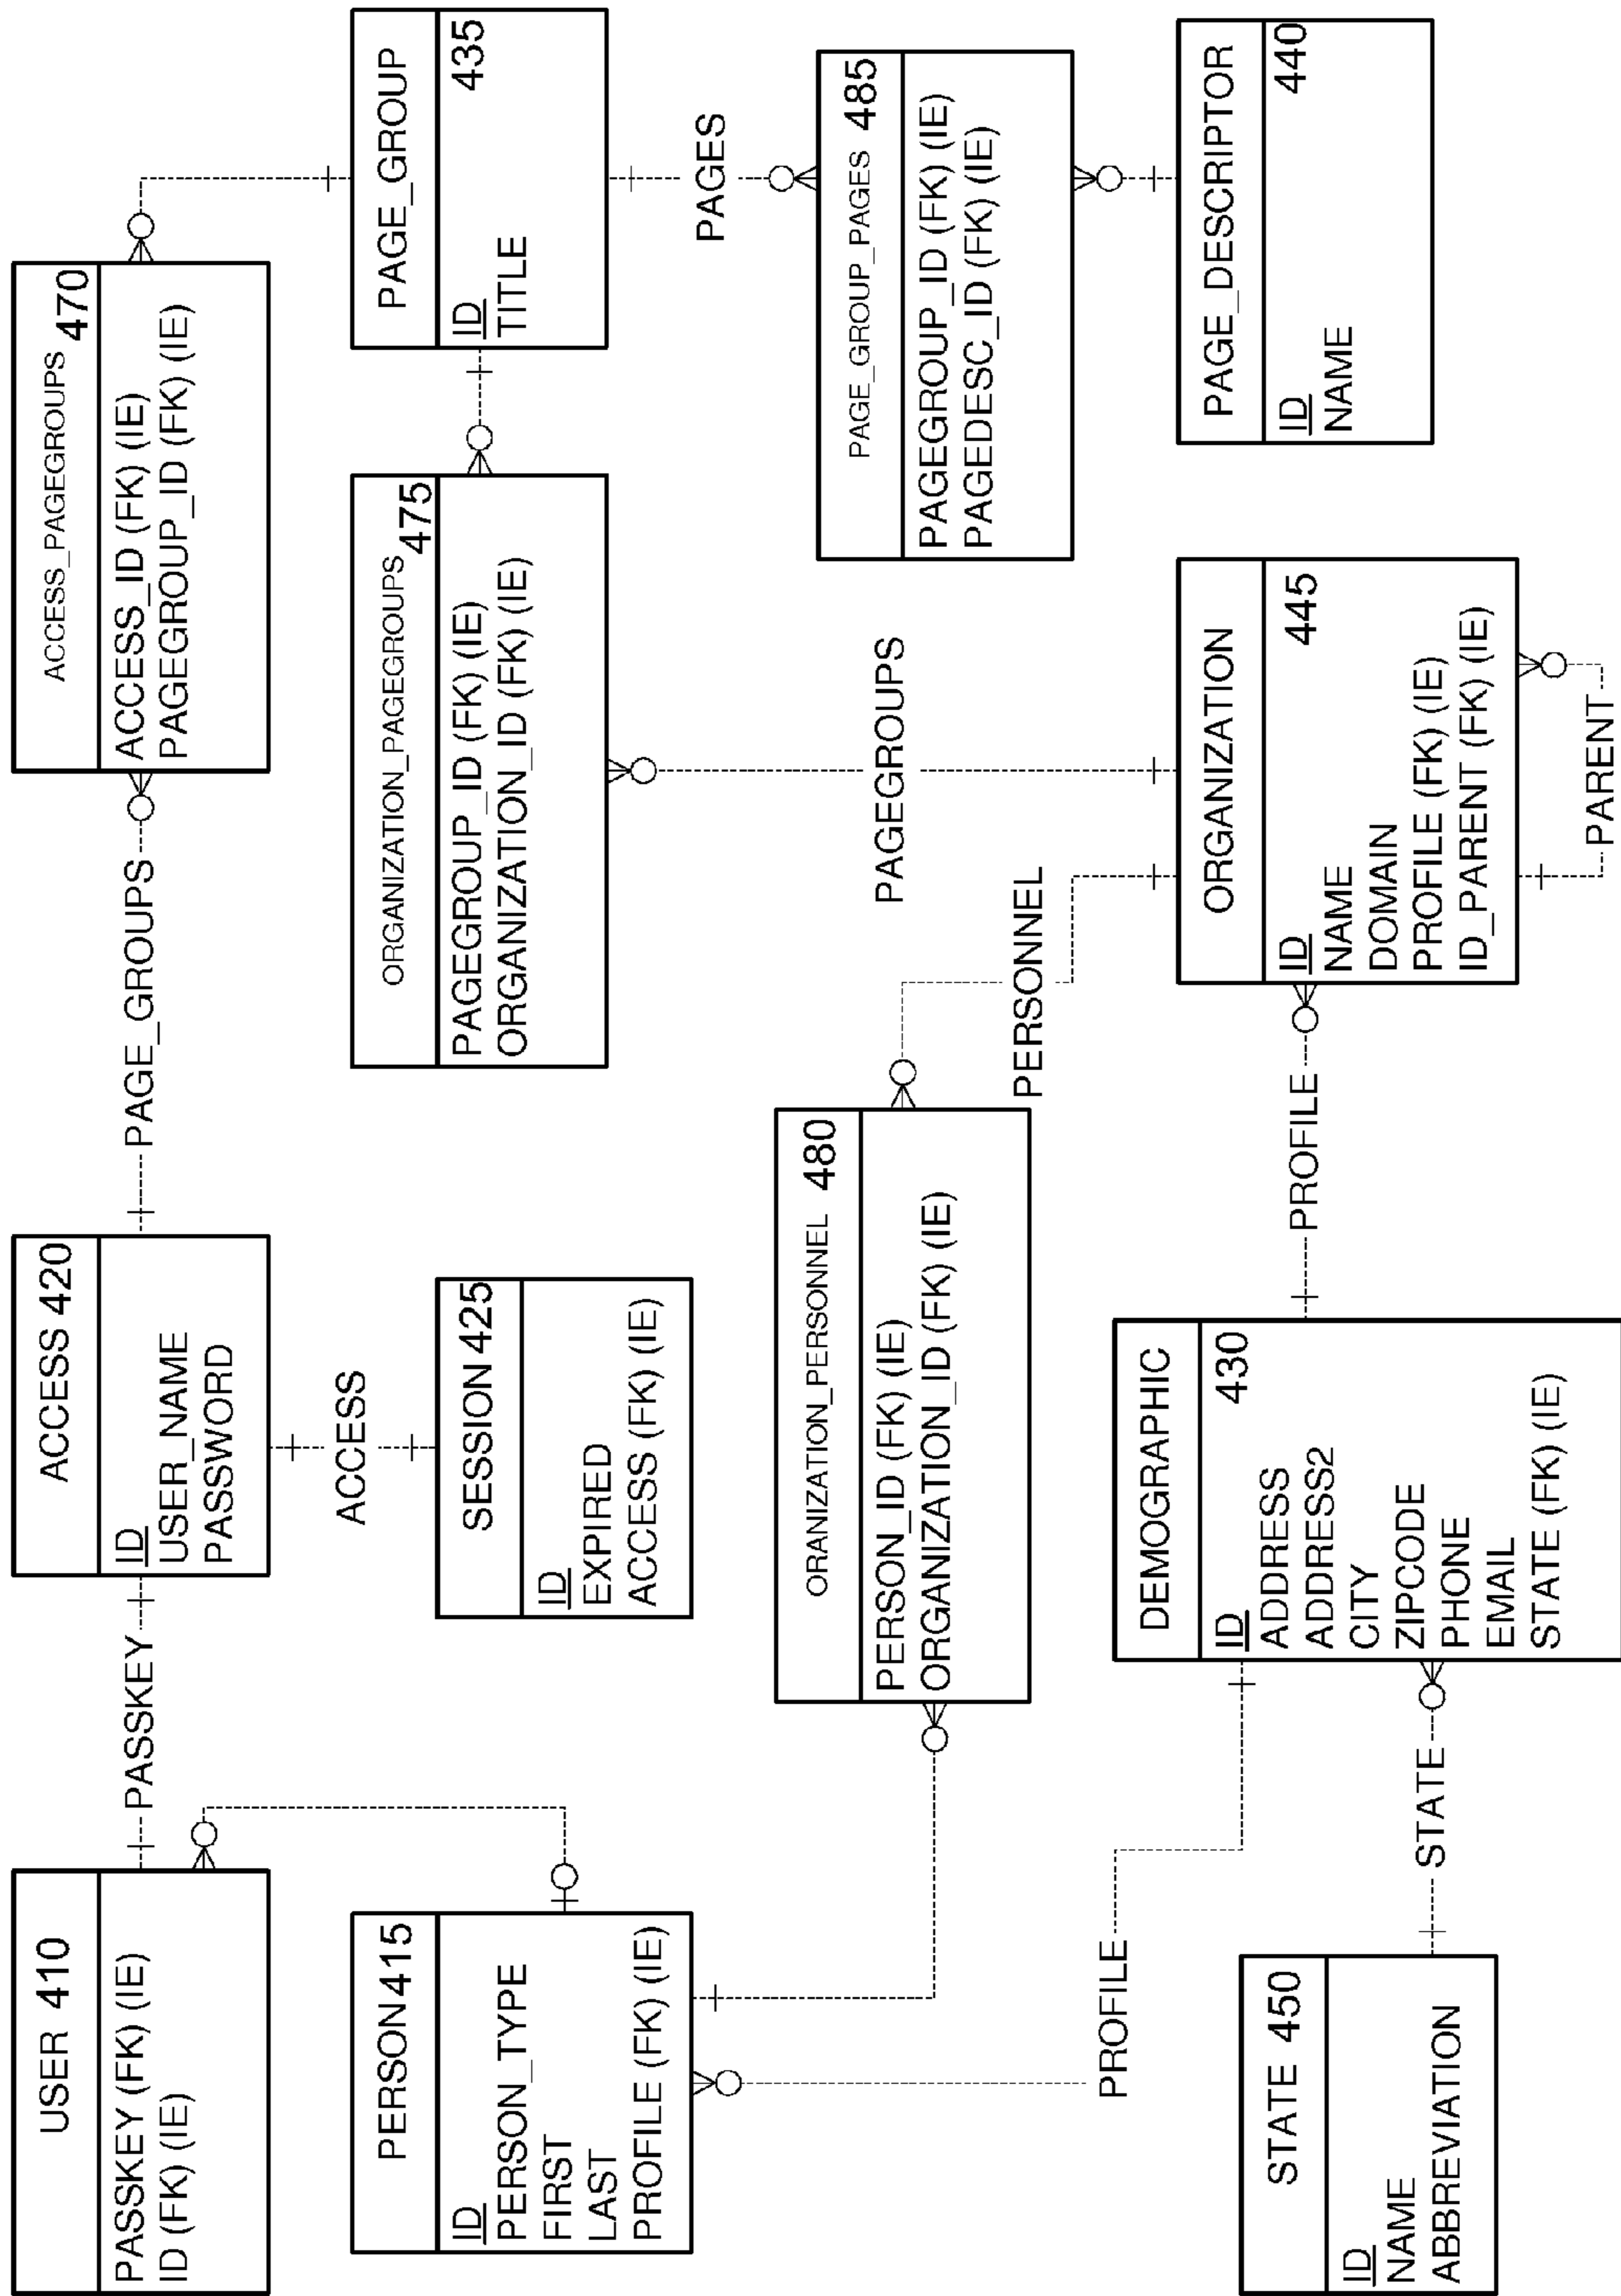 USER 410
PASSKEY (FK) (IE)
ID (FK) (IE)
PASSKEY
ACCESS 420
ID
USER_NAME
PASSWORD
PAGE_GROUPS
ACCESS_PAGEGROUPS
470
ACCESS_ID (FK) (IE)
PAGEGROUP_ID (FK) (IE)
PERSON 415
ID
PERSON_TYPE
FIRST
LAST
PROFILE (FK) (IE)
ACCESS
SESSION 425
ID
EXPIRED
ACCESS (FK) (IE)
ORGANIZATION_PAGEGROUPS
475
PAGEGROUP_ID (FK) (IE)
ORGANIZATION_ID (FK) (IE)
PAGE_GROUP
435
ID
TITLE
PAGES
ORANIZATION_PERSONNEL 480
PERSON_ID (FK) (IE)
ORGANIZATION_ID (FK) (IE)
PERSONNEL
PAGEGROUPS
PAGE_GROUP_PAGES 485
PAGEGROUP_ID (FK) (IE)
PAGEDESC_ID (FK) (IE)
PROFILE
STATE 450
ID
NAME
ABBREVIATION
STATE
DEMOGRAPHIC
430
ID
ADDRESS
ADDRESS2
CITY
ZIPCODE
PHONE
EMAIL
STATE (FK) (IE)
PROFILE
ORGANIZATION
445
ID
NAME
DOMAIN
PROFILE (FK) (IE)
ID_PARENT (FK) (IE)
PARENT
PAGE_DESCRIPTOR
440
ID
NAME